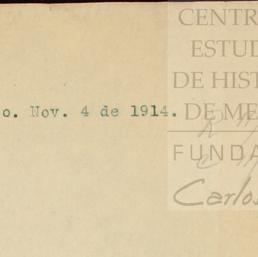 CENTR
ESTUD
DE HIST
o. Nov. 4 de 1914. DE ME
FUNDA
Carlos